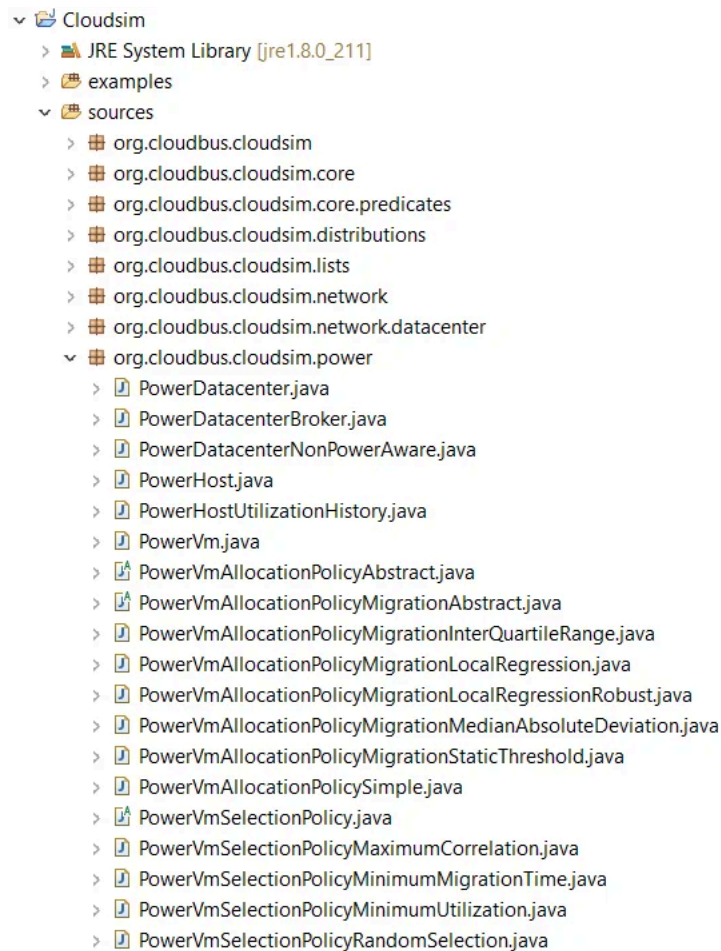 Cloudsim
JRE System Library [jre1.8.0_211]
examples
sources
org.cloudbus.cloudsim
org.cloudbus.cloudsim.core
org.cloudbus.cloudsim.core.predicates
org.cloudbus.cloudsim.distributions
org.cloudbus.cloudsim.lists
org.cloudbus.cloudsim.network
org.cloudbus.cloudsim.network.datacenter
org.cloudbus.cloudsim.power
PowerDatacenter.java
PowerDatacenterBroker.java
PowerDatacenterNonPowerAware.java
PowerHost.java
PowerHostUtilizationHistory.java
PowerVm.java
PowerVmAllocationPolicyAbstract.java
PowerVmAllocationPolicyMigrationAbstract.java
PowerVmAllocationPolicyMigrationInterQuartileRange.java
PowerVmAllocationPolicyMigrationLocalRegression.java
PowerVmAllocationPolicyMigrationLocalRegressionRobust.java
PowerVmAllocationPolicyMigrationMedianAbsoluteDeviation.java
PowerVmAllocationPolicyMigrationStaticThreshold.java
PowerVmAllocationPolicySimple.java
PowerVmSelectionPolicy.java
PowerVmSelectionPolicyMaximumCorrelation.java
PowerVmSelectionPolicyMinimumMigrationTime.java
PowerVmSelectionPolicyMinimumUtilization.java
PowerVmSelectionPolicyRandomSelection.java